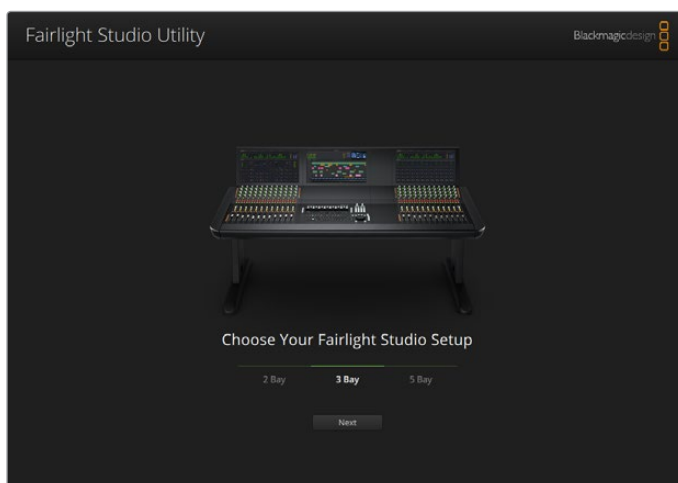 Fairlight Studio Utility
Blackmagicdesign
Choose Your Fairlight Studio Setup
2 Bay
3 Bay
5 Bay
Next